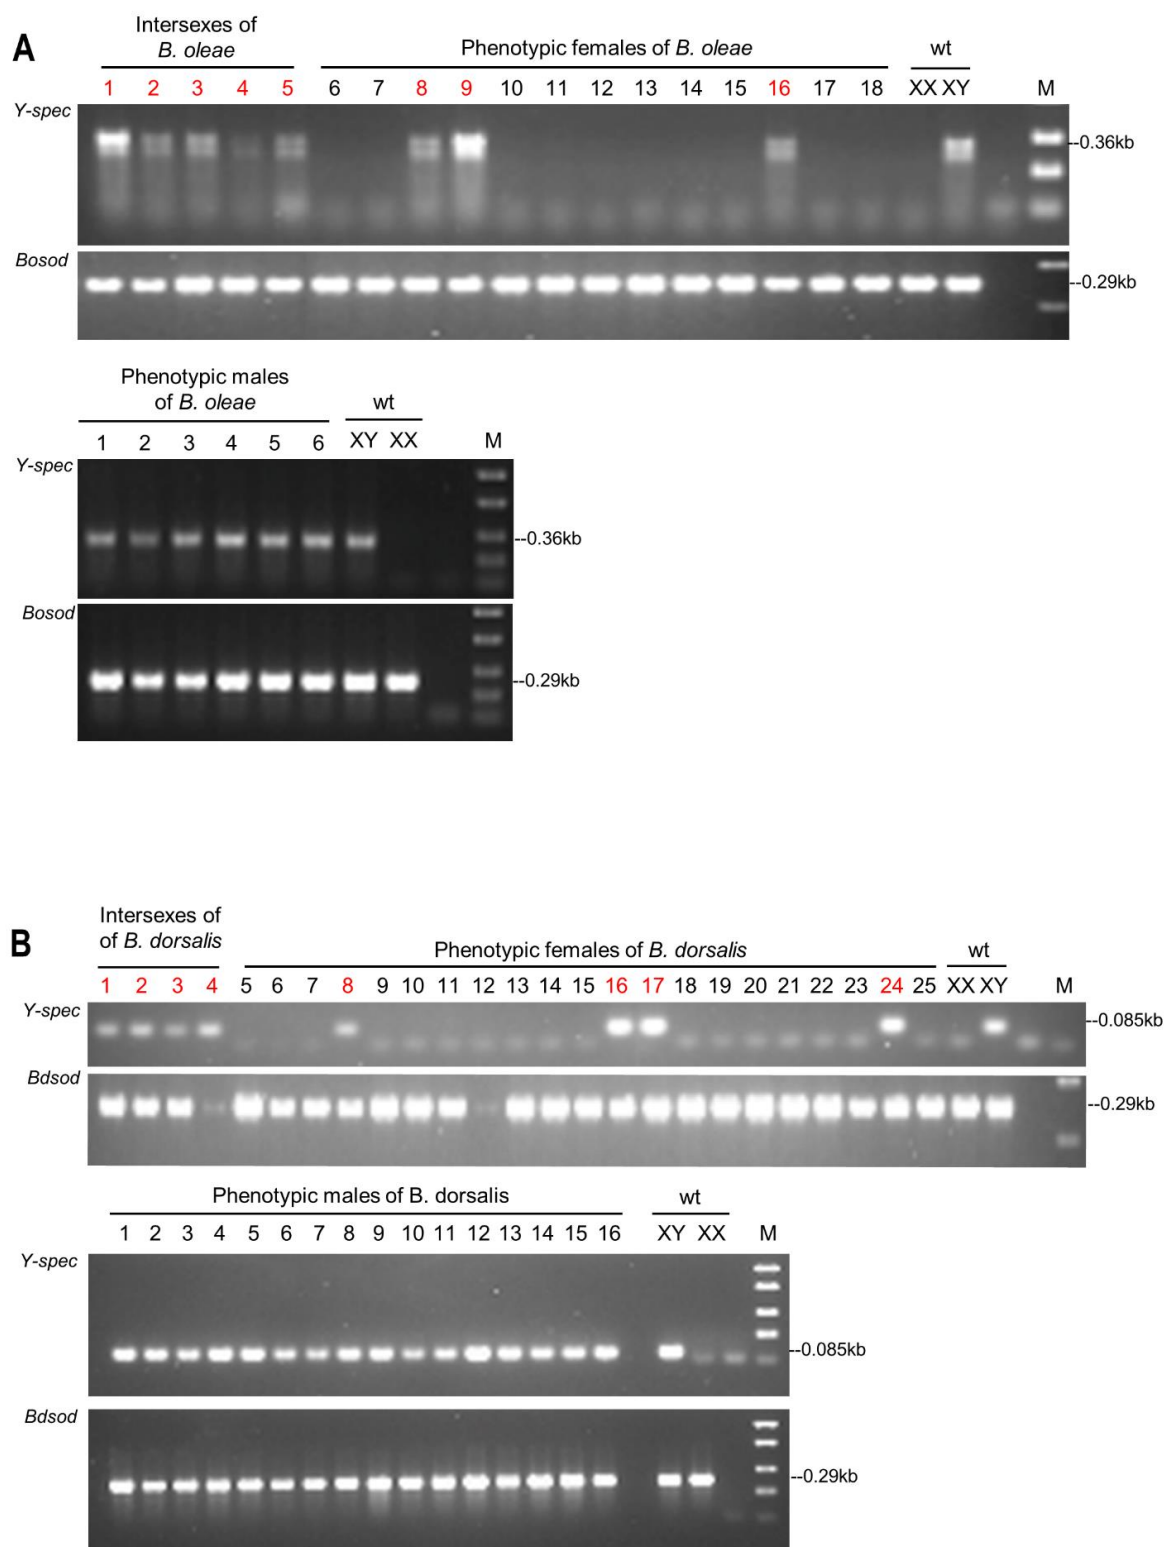 A
Intersexes of
B. oleae
Phenotypic females of B. oleae
wt
1 2 3 4 5 6 7 8 9 10 11 12 13 14 15 16 17 18 XX XY M
Y-spec
--0.36kb
Bosod
--0.29kb
Phenotypic males
of B. oleae
wt
1 2 3 4 5 6 XY XX M
Y-spec
--0.36kb
Bosod
--0.29kb
B
Intersexes of
of B. dorsalis
Phenotypic females of B. dorsalis
wt
1 2 3 4 5 6 7 8 9 10 11 12 13 14 15 16 17 18 19 20 21 22 23 24 25 XX XY M
Y-spec
--0.085kb
Bdsod
--0.29kb
Phenotypic males of B. dorsalis
wt
1 2 3 4 5 6 7 8 9 10 11 12 13 14 15 16 XY XX M
Y-spec
--0.085kb
Bdsod
--0.29kb